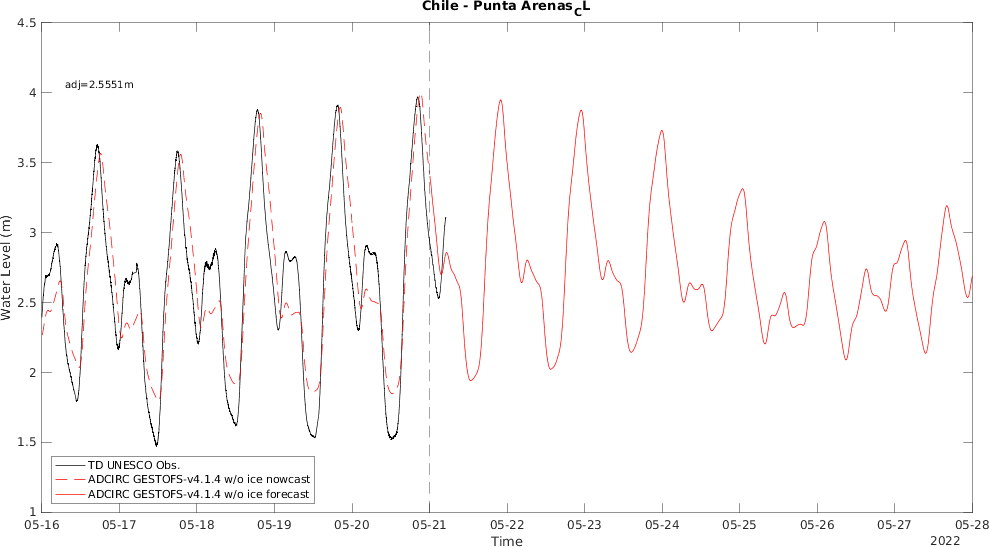 Chile - Punta Arenas_CL
4.5
4
3.5
3
2.5
2
1.5
1
Water Level (m)
adj=2.5551m
TD UNESCO Obs.
ADCIRC GESTOFS-v4.1.4 w/o ice nowcast
ADCIRC GESTOFS-v4.1.4 w/o ice forecast
05-16 05-17 05-18 05-19 05-20 05-21 05-22 05-23 05-24 05-25 05-26 05-27 05-28
Time
2022